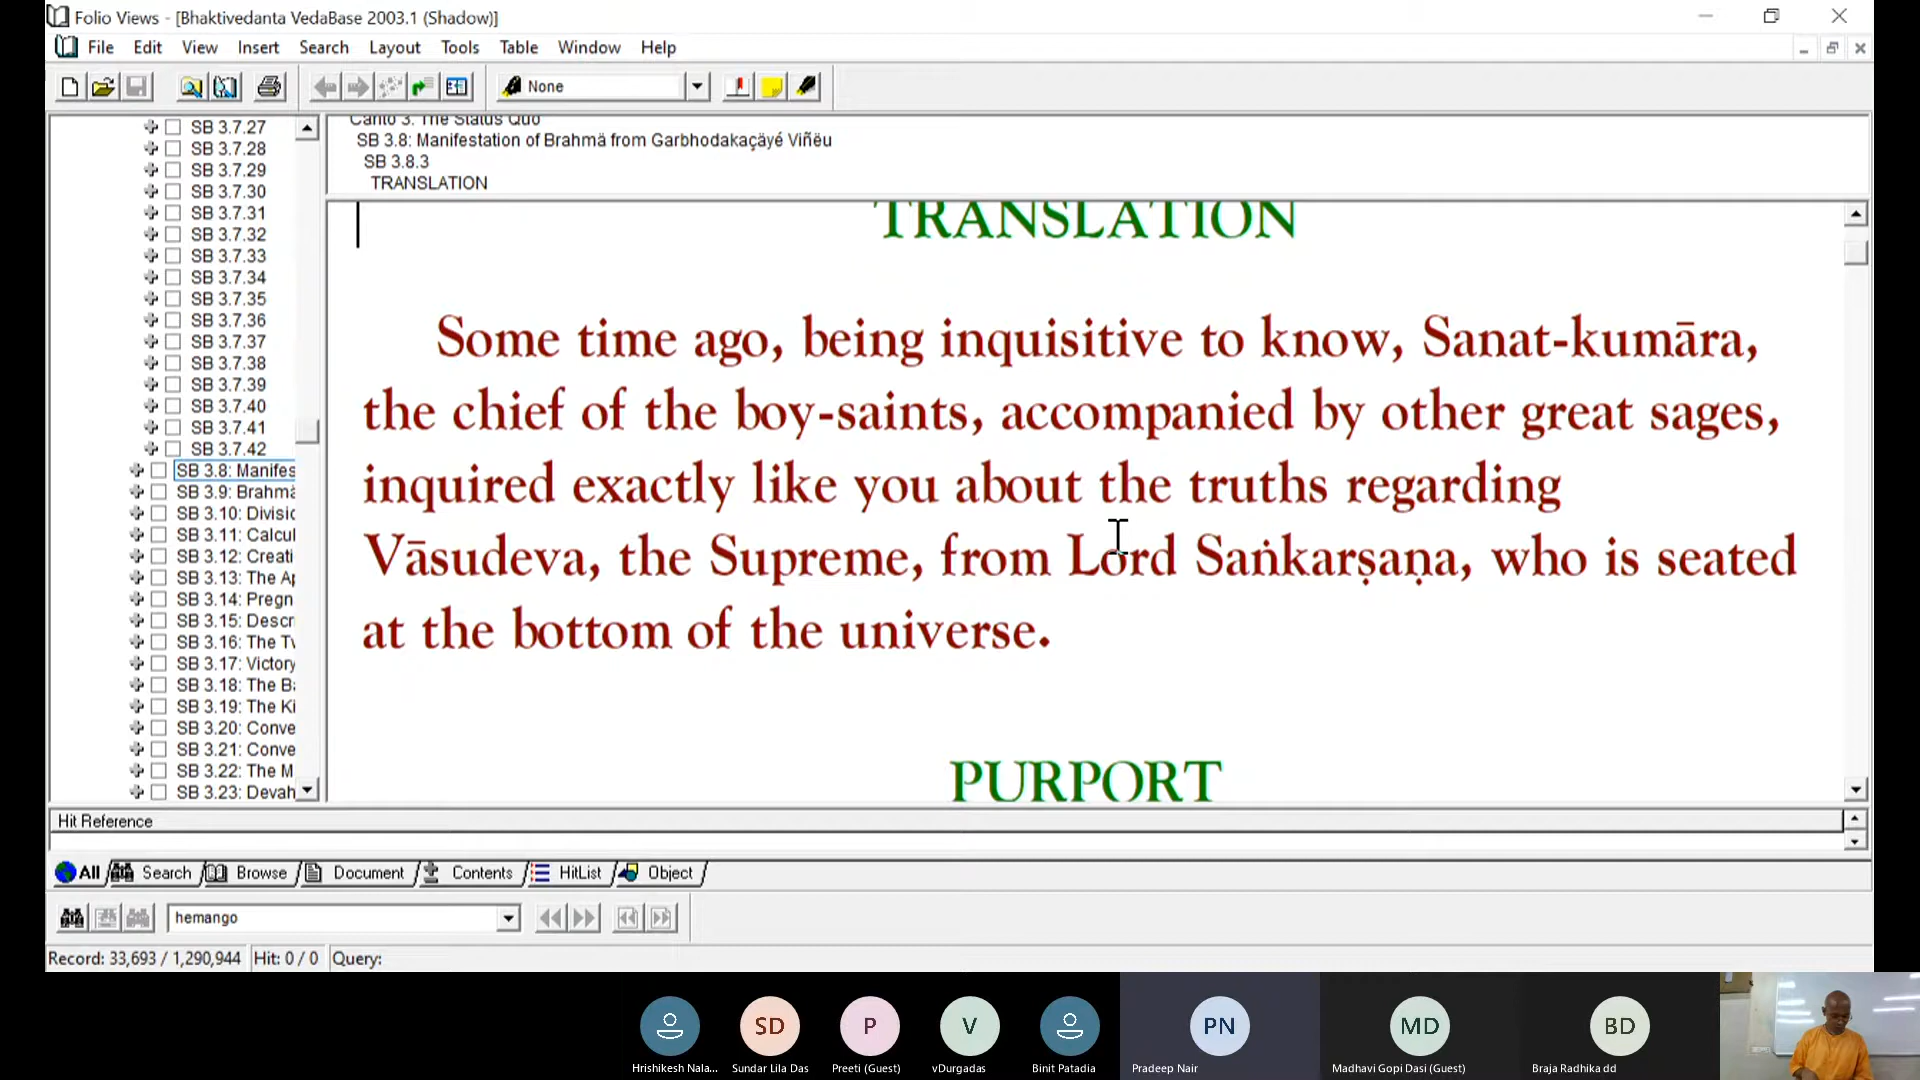 Folio Views - [Bhaktivedanta VedaBase 2003.1 (Shadow)]
File Edit View Insert Search Layout Tools Table Window Help
None
SB 3.7.27
SB 3.7.28
SB 3.7.29
SB 3.7.30
SB 3.7.31
SB 3.7.32
SB 3.7.33
SB 3.7.34
SB 3.7.35
SB 3.7.36
SB 3.7.37
SB 3.7.38
SB 3.7.39
SB 3.7.40
SB 3.7.41
SB 3.7.42
SB 3.8: Manifes
SB 3.9: Brahmä
SB 3.10: Divisic
SB 3.11: Calcul
SB 3.12: Creati
SB 3.13: The Ap
SB 3.14: Pregn
SB 3.15: Descr
SB 3.16: The Tw
SB 3.17: Victory
SB 3.18: The Ba
SB 3.19: The Ki
SB 3.20: Conve
SB 3.21: Conve
SB 3.22: The M
SB 3.23: Devah
Canto 3: The Status Quo
SB 3.8: Manifestation of Brahmä from Garbhodakaçäyé Viñëu
SB 3.8.3
TRANSLATION
TRANSLATION
Some time ago, being inquisitive to know, Sanat-kumāra,
the chief of the boy-saints, accompanied by other great sages,
inquired exactly like you about the truths regarding
Vāsudeva, the Supreme, from Lord Saṅkarṣaṇa, who is seated
at the bottom of the universe.
PURPORT
Hit Reference
All Search Browse Document Contents HitList Object
hemango
Record: 33,693 / 1,290,944 Hit: 0 / 0 Query:
SD P V PN MD BD
Hrishikesh Nala... Sundar Lila Das Preeti (Guest) vDurgadas Binit Patadia Pradeep Nair Madhavi Gopi Dasi (Guest) Braja Radhika dd